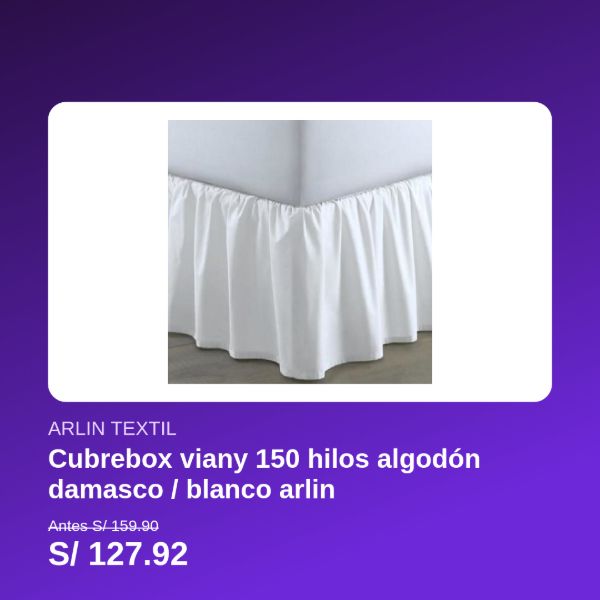 ARLIN TEXTIL
Cubrebox viany 150 hilos algodón
damasco / blanco arlin
Antes S/ 159.90
S/ 127.92